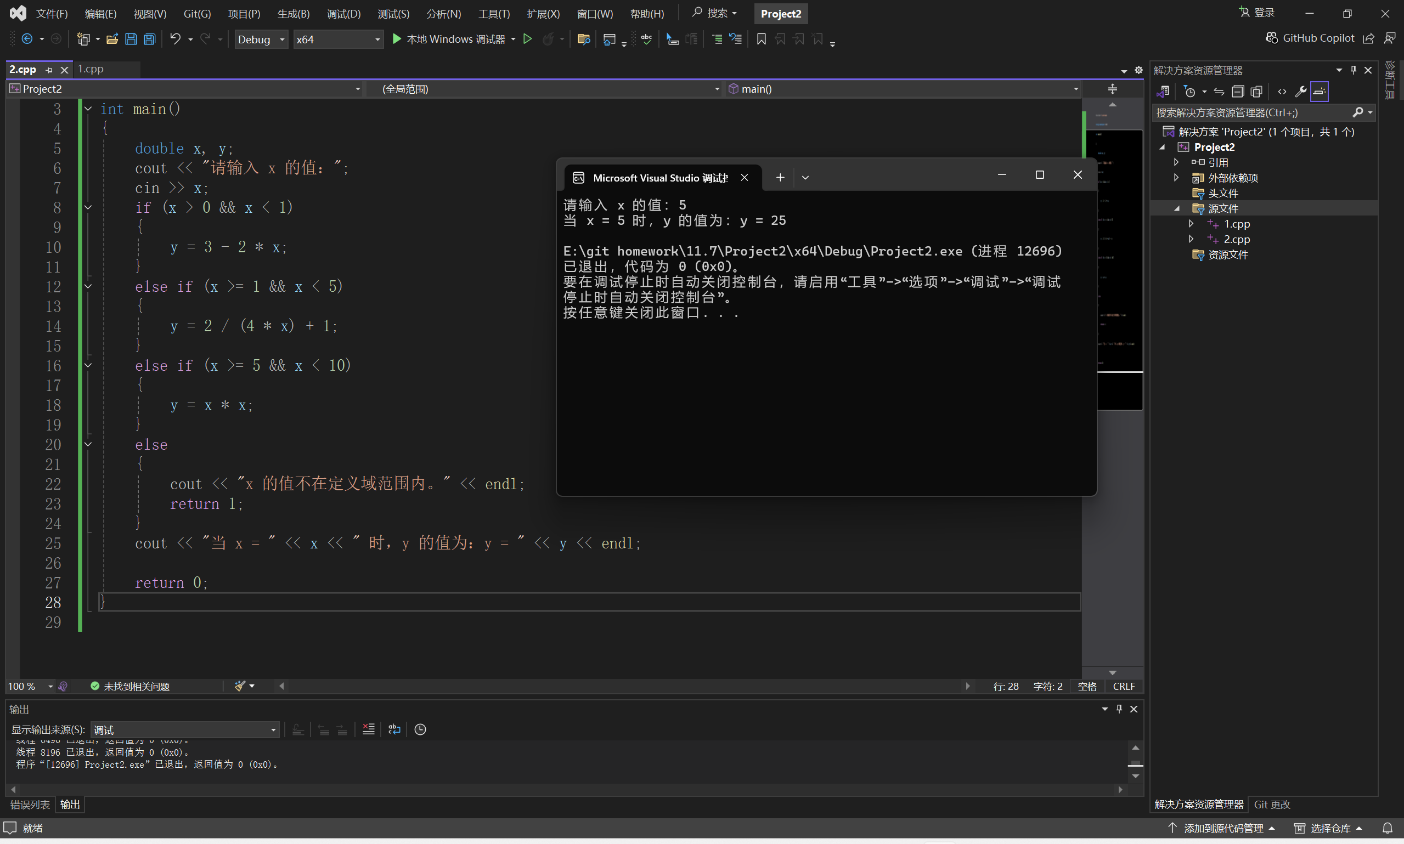 文件(F) 编辑(E) 视图(V) Git(G) 项目(P) 生成(B) 调试(D) 测试(S) 分析(N) 工具(T) 扩展(X) 窗口(W) 帮助(H) 搜索 Project2 登录
Debug x64 本地 Windows 调试器 GitHub Copilot
2.cpp 1.cpp
Project2 (全局范围) main()
3 int main()
4 {
5 double x, y;
6 cout << "请输入 x 的值: ";
7 cin >> x;
8 if (x > 0 && x < 1)
9 {
10 y = 3 - 2 * x;
11 }
12 else if (x >= 1 && x < 5)
13 {
14 y = 2 / (4 * x) + 1;
15 }
16 else if (x >= 5 && x < 10)
17 {
18 y = x * x;
19 }
20 else
21 {
22 cout << "x 的值不在定义域范围内。" << endl;
23 return 1;
24 }
25 cout << "当 x = " << x << " 时, y 的值为: y = " << y << endl;
26
27 return 0;
28 }
29
Microsoft Visual Studio 调试
请输入 x 的值: 5
当 x = 5 时, y 的值为: y = 25
E:\git homework\11.7\Project2\x64\Debug\Project2.exe (进程 12696)
已退出,代码为 0 (0x0)。
要在调试停止时自动关闭控制台,请启用“工具”->“选项”->“调试”->“调试
停止时自动关闭控制台”。
按任意键关闭此窗口. . .
解决方案资源管理器
搜索解决方案资源管理器(Ctrl+;)
解决方案 'Project2' (1 个项目, 共 1 个)
Project2
引用
外部依赖项
头文件
源文件
1.cpp
2.cpp
资源文件
诊断工具
100 % 未找到相关问题 行: 28 字符: 2 空格 CRLF
输出
显示输出来源(S): 调试
线程 8196 已退出,返回值为 0 (0x0)。
程序“[12696] Project2.exe”已退出,返回值为 0 (0x0)。
错误列表 输出
解决方案资源管理器 Git 更改
就绪 添加到源代码管理 选择仓库